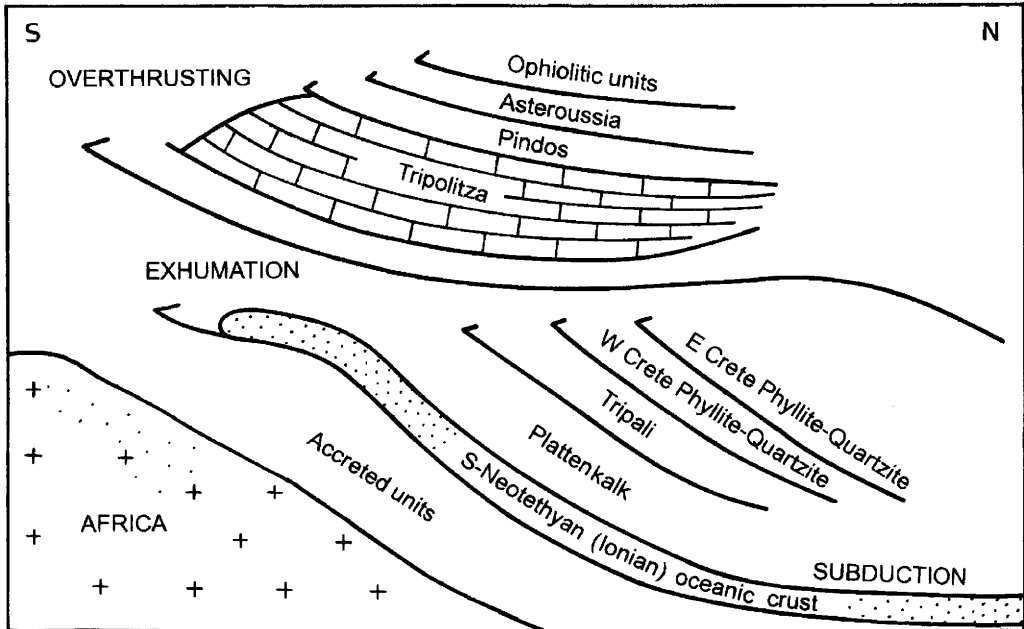 S
N
OVERTHRUSTING
Ophiolitic units
Asteroussia
Pindos
Tripolitza
EXHUMATION
E Crete Phyllite-Quartzite
W Crete Phyllite-Quartzite
Tripali
Plattenkalk
S-Neotethyan (Ionian) oceanic crust
Accreted units
AFRICA
SUBDUCTION